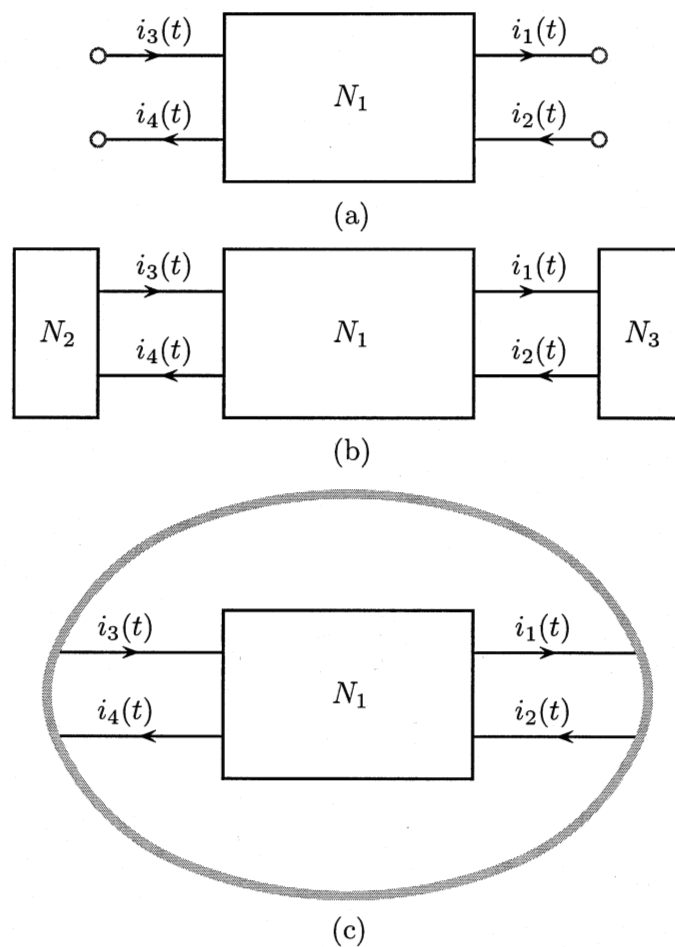 i₃(t) i₁(t)
N₁
i₄(t) i₂(t)
(a)
i₃(t) i₁(t)
N₂ N₁ N₃
i₄(t) i₂(t)
(b)
i₃(t) i₁(t)
N₁
i₄(t) i₂(t)
(c)